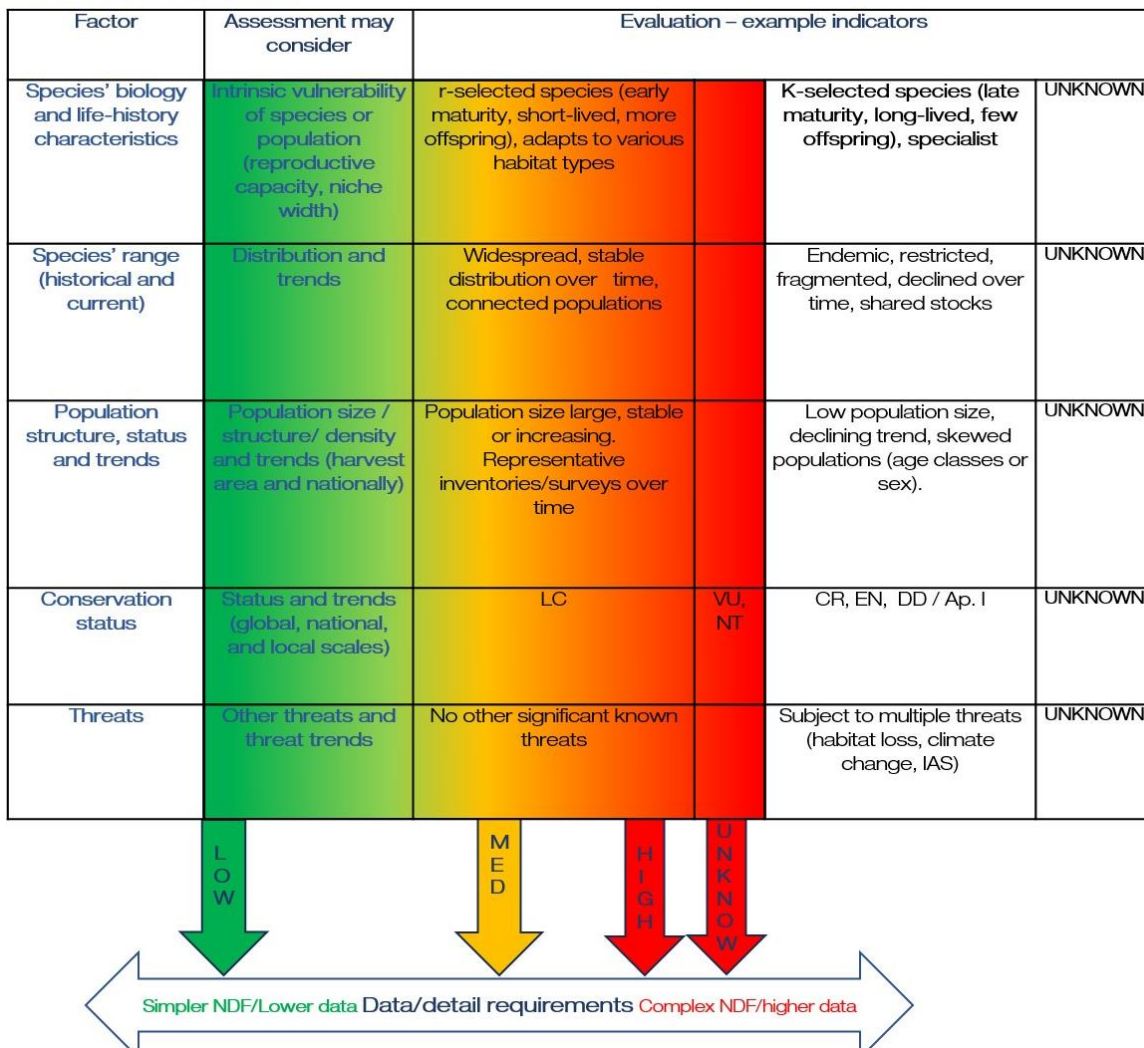 Factor
Assessment may
consider
Evaluation – example indicators
Species' biology
and life-history
characteristics
Intrinsic vulnerability
of species or
population
(reproductive
capacity, niche
width)
r-selected species (early
maturity, short-lived, more
offspring), adapts to various
habitat types
K-selected species (late
maturity, long-lived, few
offspring), specialist
UNKNOWN
Species' range
(historical and
current)
Distribution and
trends
Widespread, stable
distribution over time,
connected populations
Endemic, restricted,
fragmented, declined over
time, shared stocks
UNKNOWN
Population
structure, status
and trends
Population size /
structure/ density
and trends (harvest
area and nationally)
Population size large, stable
or increasing.
Representative
inventories/surveys over
time
Low population size,
declining trend, skewed
populations (age classes or
sex).
UNKNOWN
Conservation
status
Status and trends
(global, national,
and local scales)
LC
VU,
NT
CR, EN, DD / Ap. I
UNKNOWN
Threats
Other threats and
threat trends
No other significant known
threats
Subject to multiple threats
(habitat loss, climate
change, IAS)
UNKNOWN
LOW
MED
HIGH
UNKNOW
Simpler NDF/Lower data Data/detail requirements Complex NDF/higher data